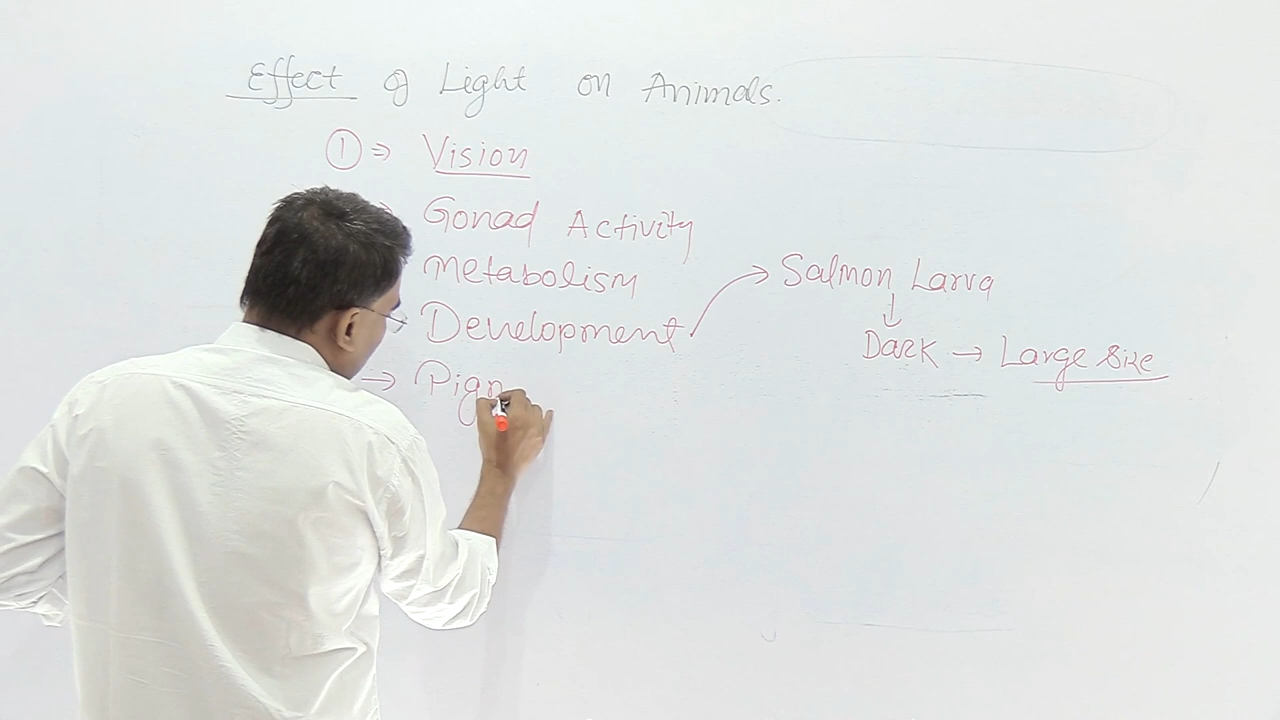 Effect of Light on Animals.
① ⇒ Vision
Gonad Activity
Metabolism
Development → Salmon Larva
↓
Dark → Large Size
→ Pign